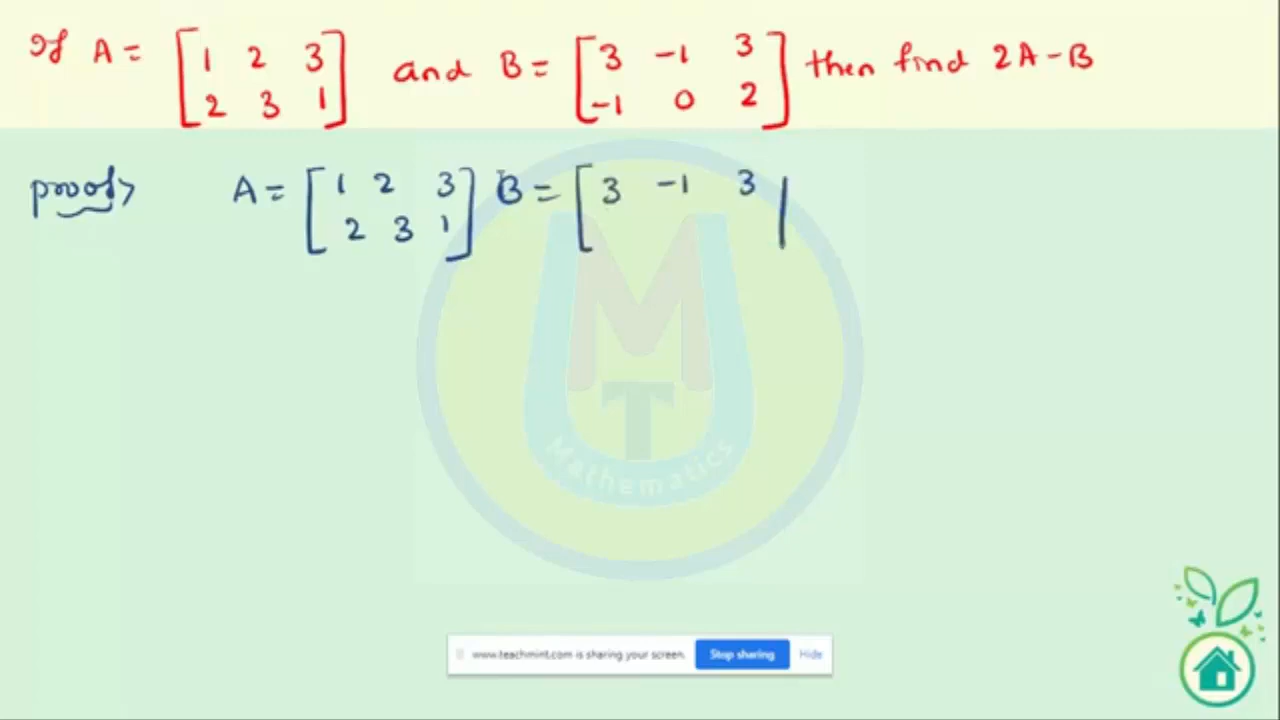 If A = [1 2 3 and B = [3 -1 3 then find 2A - B
2 3 1] -1 0 2]
proof> A = [1 2 3 B = [3 -1 3
2 3 1]
MUT
Mathematics
www.teachmint.com is sharing your screen. Stop sharing Hide